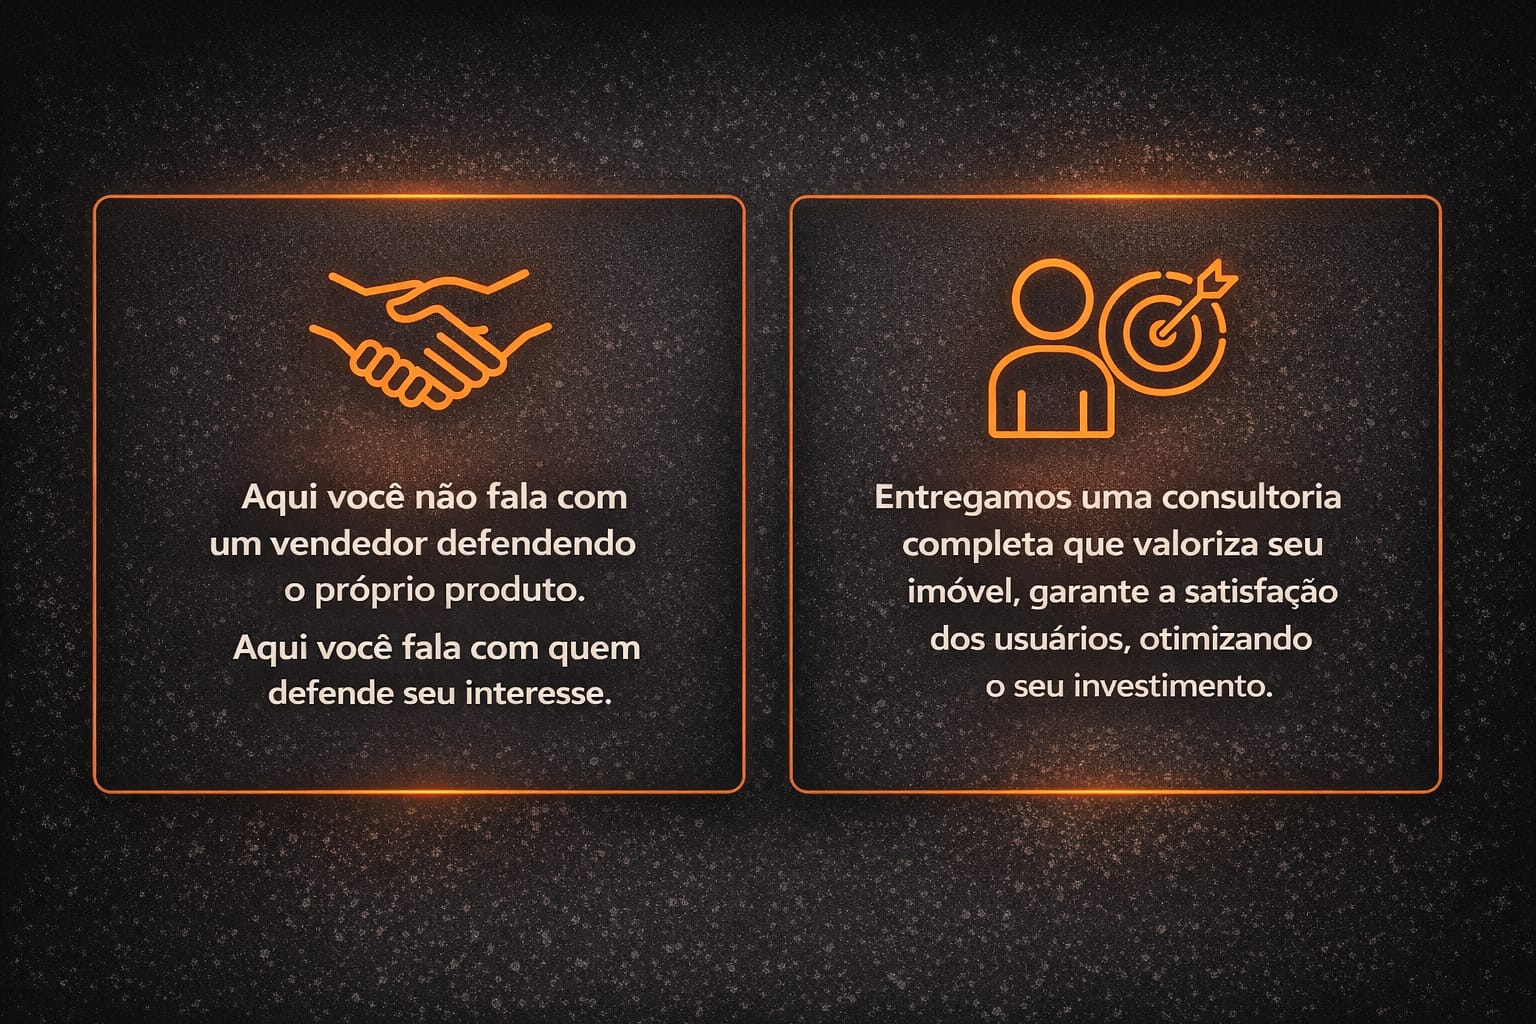 Aqui você não fala com
um vendedor defendendo
o próprio produto.
Aqui você fala com quem
defende seu interesse.
Entregamos uma consultoria
completa que valoriza seu
imóvel, garante a satisfação
dos usuários, otimizando
o seu investimento.